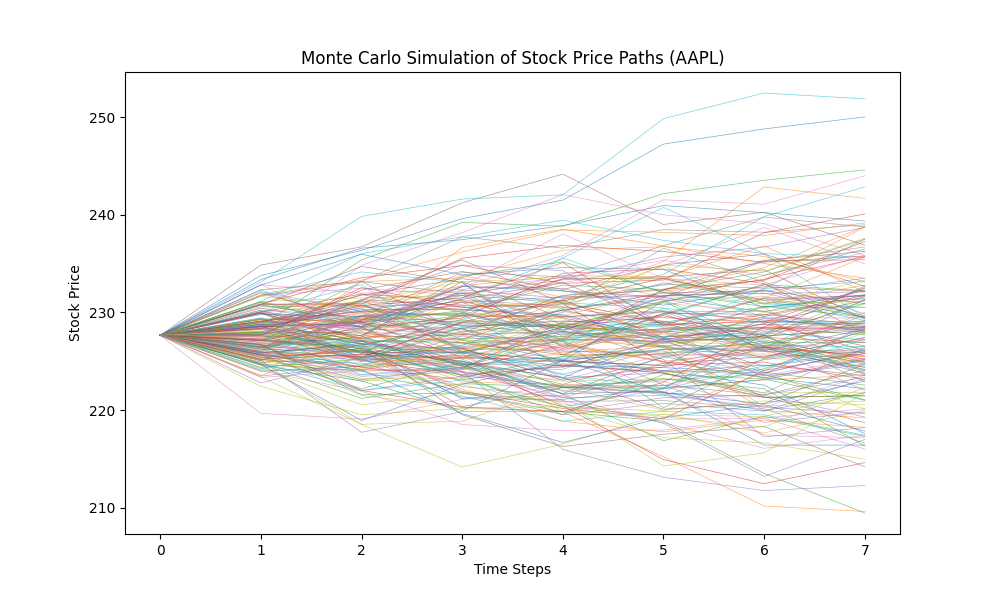 Monte Carlo Simulation of Stock Price Paths (AAPL)
Stock Price
250
240
230
220
210
0 1 2 3 4 5 6 7
Time Steps